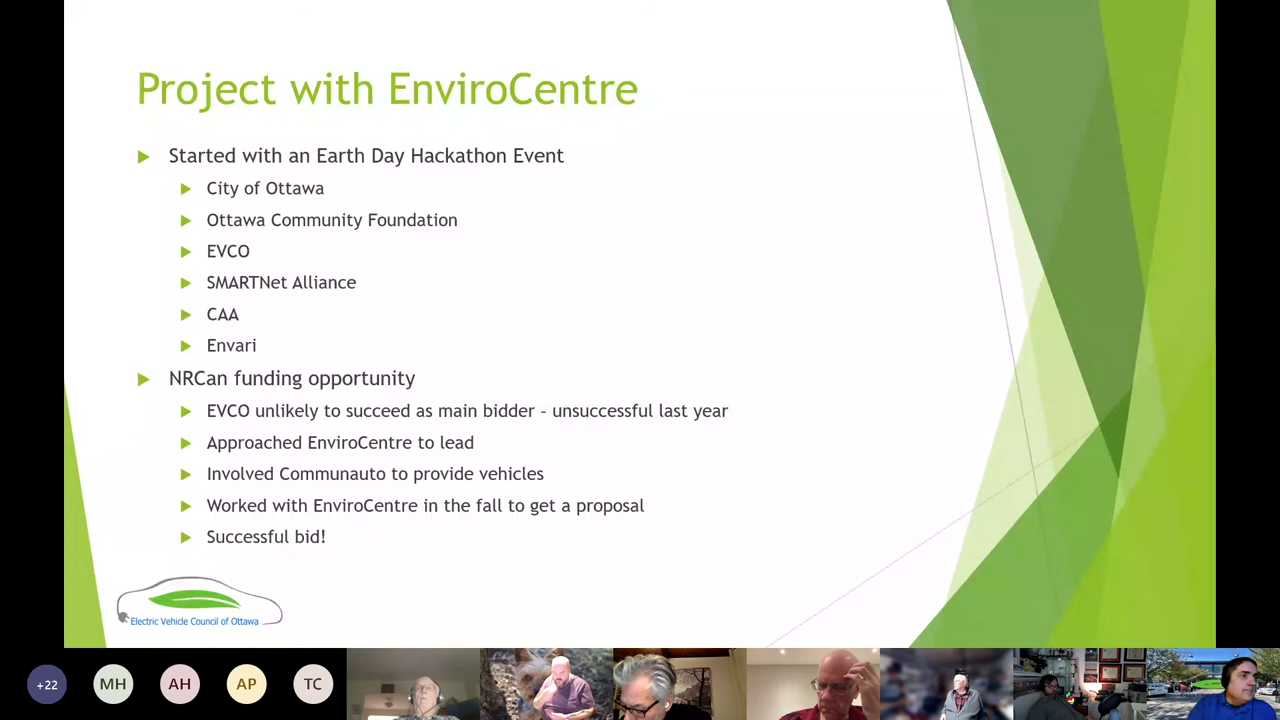 Project with EnviroCentre
Started with an Earth Day Hackathon Event
City of Ottawa
Ottawa Community Foundation
EVCO
SMARTNet Alliance
CAA
Envari
NRCan funding opportunity
EVCO unlikely to succeed as main bidder - unsuccessful last year
Approached EnviroCentre to lead
Involved Communauto to provide vehicles
Worked with EnviroCentre in the fall to get a proposal
Successful bid!
Electric Vehicle Council of Ottawa
+22
MH
AH
AP
TC